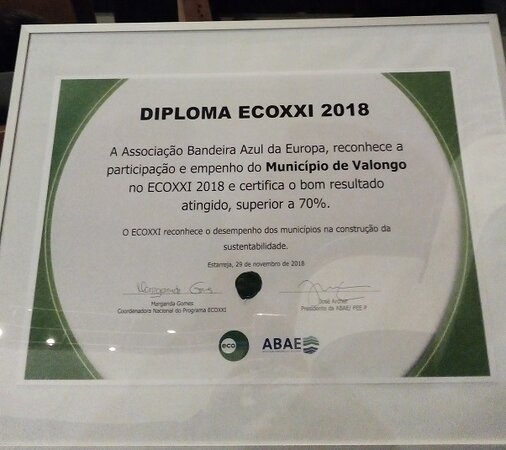 DIPLOMA ECOXXI 2018
A Associação Bandeira Azul da Europa, reconhece a
participação e empenho do Município de Valongo
no ECOXXI 2018 e certifica o bom resultado
atingido, superior a 70%.
O ECOXXI reconhece o desempenho dos municípios na construção da
sustentabilidade.
Estarreja, 29 de novembro de 2018
Margarida Gomes
Coordenadora Nacional do Programa ECOXXI
José Archer
Presidente da ABAE/ FEE P
eco
ABAE